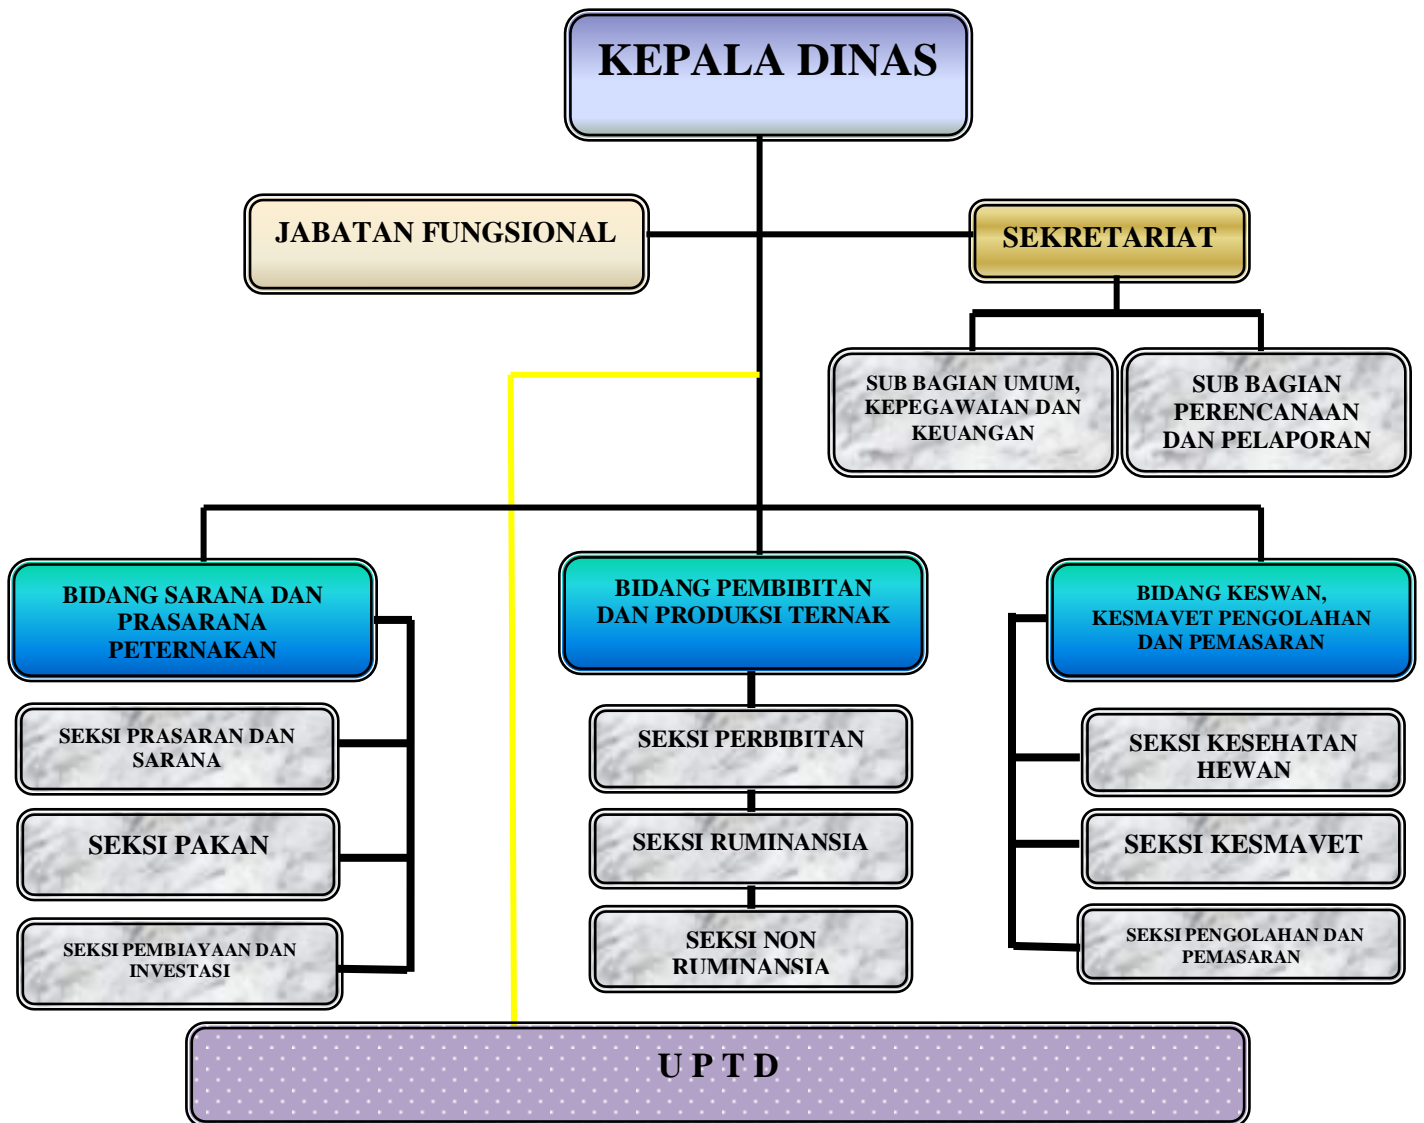 KEPALA DINAS
JABATAN FUNGSIONAL
SEKRETARIAT
SUB BAGIAN UMUM,
KEPEGAWAIAN DAN
KEUANGAN
SUB BAGIAN
PERENCANAAN
DAN PELAPORAN
BIDANG SARANA DAN
PRASARANA
PETERNAKAN
BIDANG PEMBIBITAN
DAN PRODUKSI TERNAK
BIDANG KESWAN,
KESMAVET PENGOLAHAN
DAN PEMASARAN
SEKSI PRASARAN DAN
SARANA
SEKSI PERBIBITAN
SEKSI KESEHATAN
HEWAN
SEKSI PAKAN
SEKSI RUMINANSIA
SEKSI KESMAVET
SEKSI PEMBIAYAAN DAN
INVESTASI
SEKSI NON
RUMINANSIA
SEKSI PENGOLAHAN DAN
PEMASARAN
U P T D